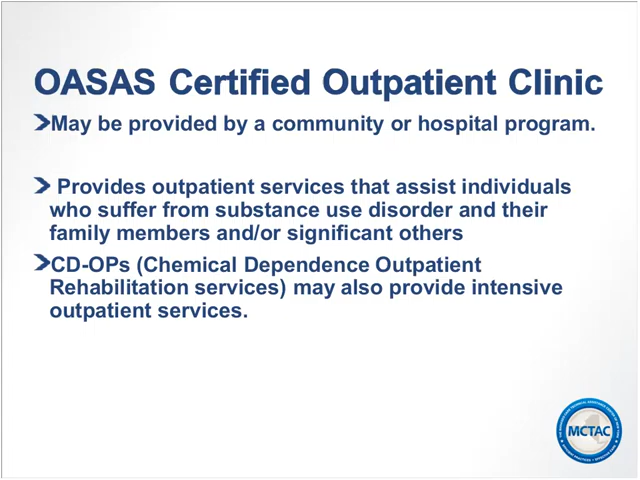 OASAS Certified Outpatient Clinic
May be provided by a community or hospital program.
Provides outpatient services that assist individuals
who suffer from substance use disorder and their
family members and/or significant others
CD-OPs (Chemical Dependence Outpatient
Rehabilitation services) may also provide intensive
outpatient services.
MCTAC